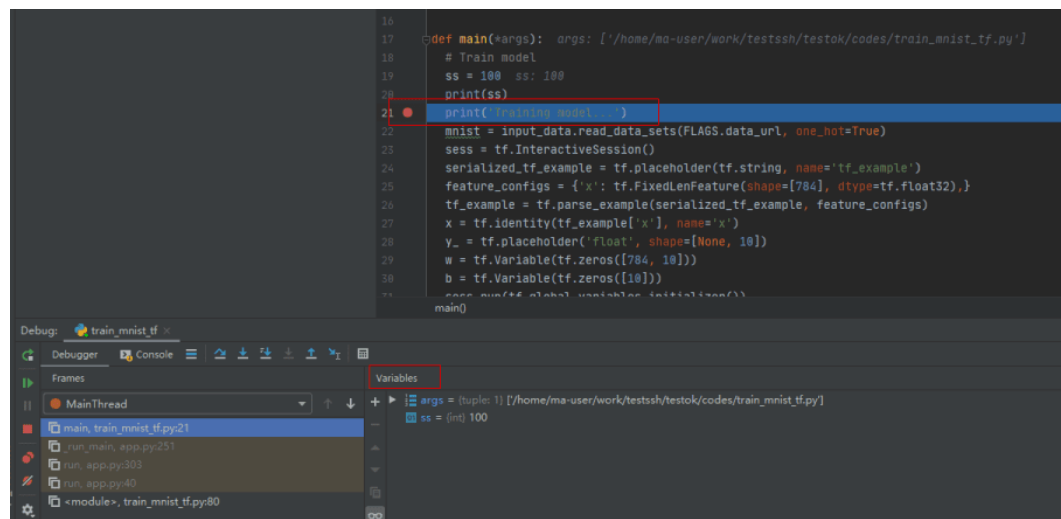 16
17 def main(*args): args: ['/home/ma-user/work/testssh/testok/codes/train_mnist_tf.py']
18 # Train model
19 ss = 100 ss: 100
20 print(ss)
21 print('Training model...')
22 mnist = input_data.read_data_sets(FLAGS.data_url, one_hot=True)
23 sess = tf.InteractiveSession()
24 serialized_tf_example = tf.placeholder(tf.string, name='tf_example')
25 feature_configs = {'x': tf.FixedLenFeature(shape=[784], dtype=tf.float32),}
26 tf_example = tf.parse_example(serialized_tf_example, feature_configs)
27 x = tf.identity(tf_example['x'], name='x')
28 y_ = tf.placeholder('float', shape=[None, 10])
29 w = tf.Variable(tf.zeros([784, 10]))
30 b = tf.Variable(tf.zeros([10]))
31 sess.run(tf.global_variables_initializer())
main()
Debug: train_mnist_tf
Debugger Console
Frames
Variables
MainThread
args = {tuple: 1} ['/home/ma-user/work/testssh/testok/codes/train_mnist_tf.py']
ss = {int} 100
main, train_mnist_tf.py:21
_run_main, app.py:251
run, app.py:303
run, app.py:40
<module>, train_mnist_tf.py:80